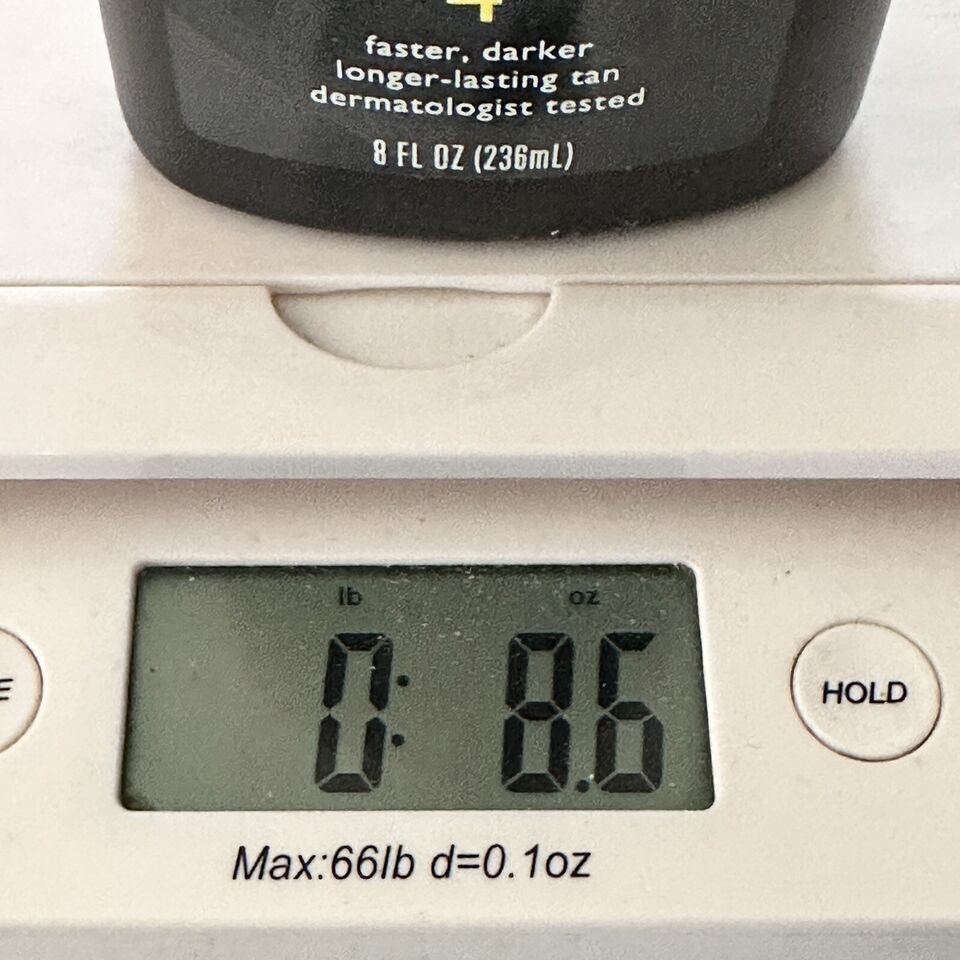 4
faster, darker
longer-lasting tan
dermatologist tested
8 FL OZ (236mL)
lb oz
0: 8.6
E HOLD
Max:66lb d=0.1oz